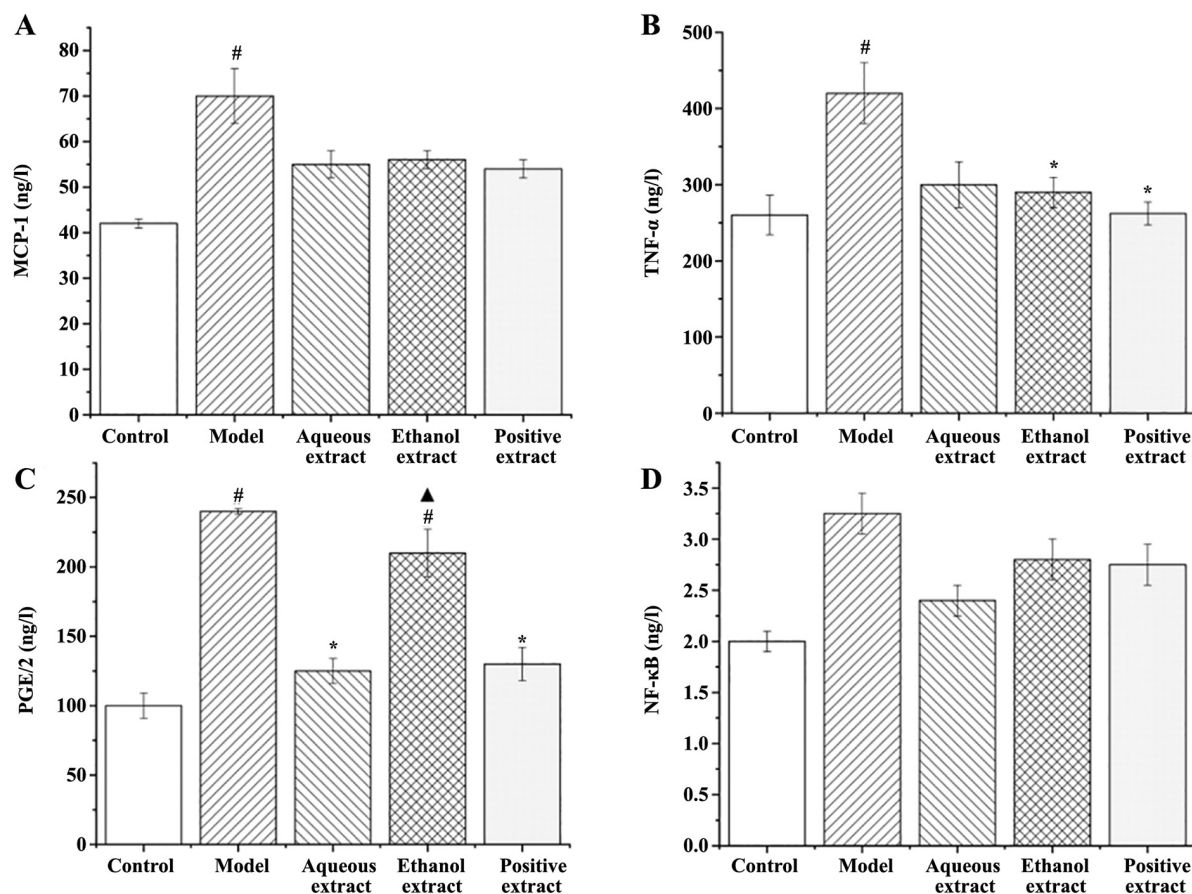 A
MCP-1 (ng/l)
80
70
60
50
40
30
20
10
0
#
Control
Model
Aqueous
extract
Ethanol
extract
Positive
extract
B
TNF-α (ng/l)
500
400
300
200
100
0
#
*
*
Control
Model
Aqueous
extract
Ethanol
extract
Positive
extract
C
PGE/2 (ng/l)
250
200
150
100
50
0
#
*
▲
#
*
Control
Model
Aqueous
extract
Ethanol
extract
Positive
extract
D
NF-κB (ng/l)
3.5
3.0
2.5
2.0
1.5
1.0
0.5
0.0
Control
Model
Aqueous
extract
Ethanol
extract
Positive
extract